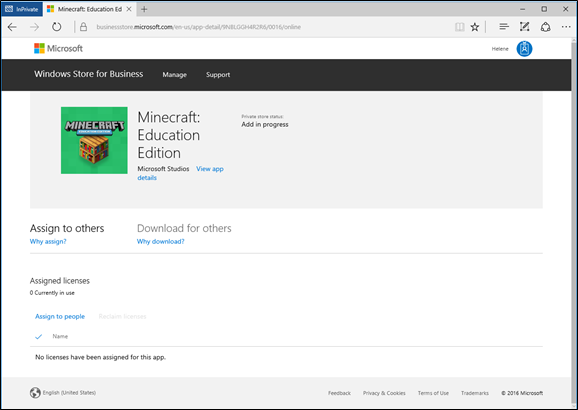 InPrivate
Minecraft: Education Ed
businessstore.microsoft.com/en-us/app-detail/9NBLGGH4R2R6/0016/online
Microsoft
Helene
Windows Store for Business Manage Support
MINECRAFT
EDUCATION EDITION
Minecraft:
Education
Edition
Microsoft Studios View app
details
Private store status:
Add in progress
Assign to others
Why assign?
Download for others
Why download?
Assigned licenses
0 Currently in use
Assign to people Reclaim licenses
Name
No licenses have been assigned for this app.
English (United States) Feedback Privacy & Cookies Terms of Use Trademarks © 2016 Microsoft